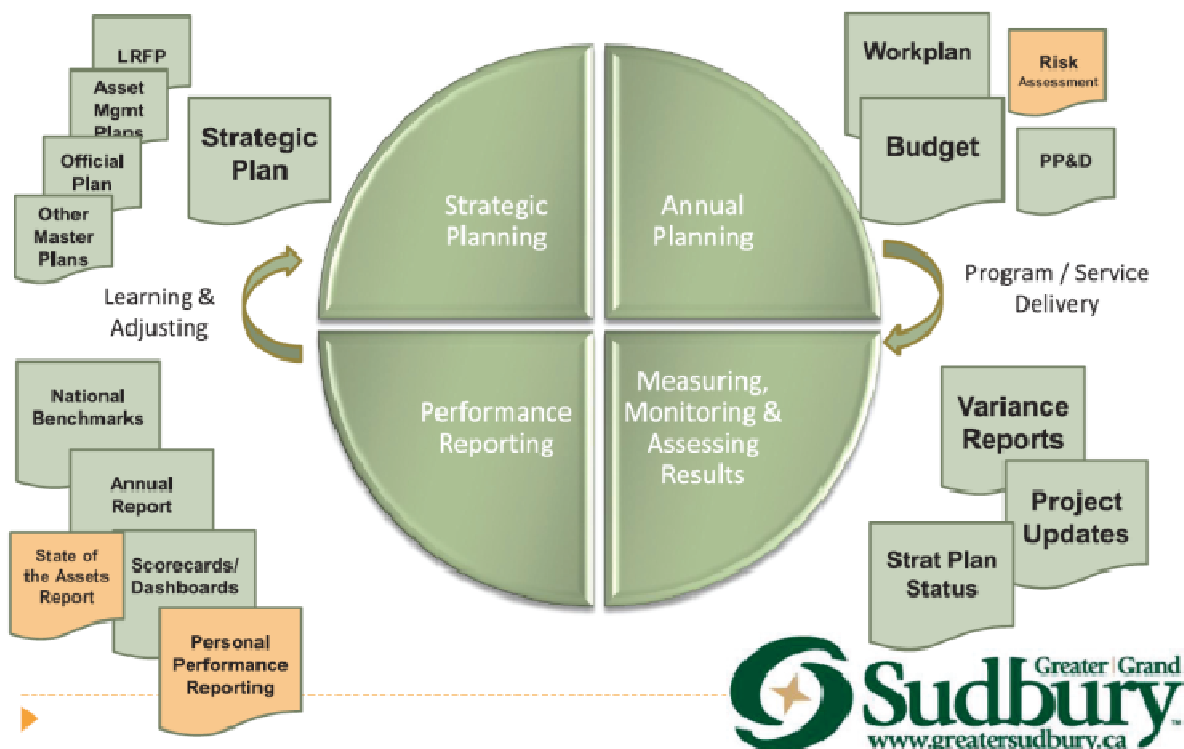 LRFP
Asset
Mgmt
Plans
Official
Plan
Other
Master
Plans
Strategic
Plan
Strategic
Planning
Annual
Planning
Workplan
Budget
Risk
Assessment
PP&D
Learning &
Adjusting
Program / Service
Delivery
National
Benchmarks
Annual
Report
State of
the Assets
Report
Scorecards/
Dashboards
Personal
Performance
Reporting
Performance
Reporting
Measuring,
Monitoring &
Assessing
Results
Variance
Reports
Project
Updates
Strat Plan
Status
Greater | Grand
Sudbury
TM
www.greatersudbury.ca